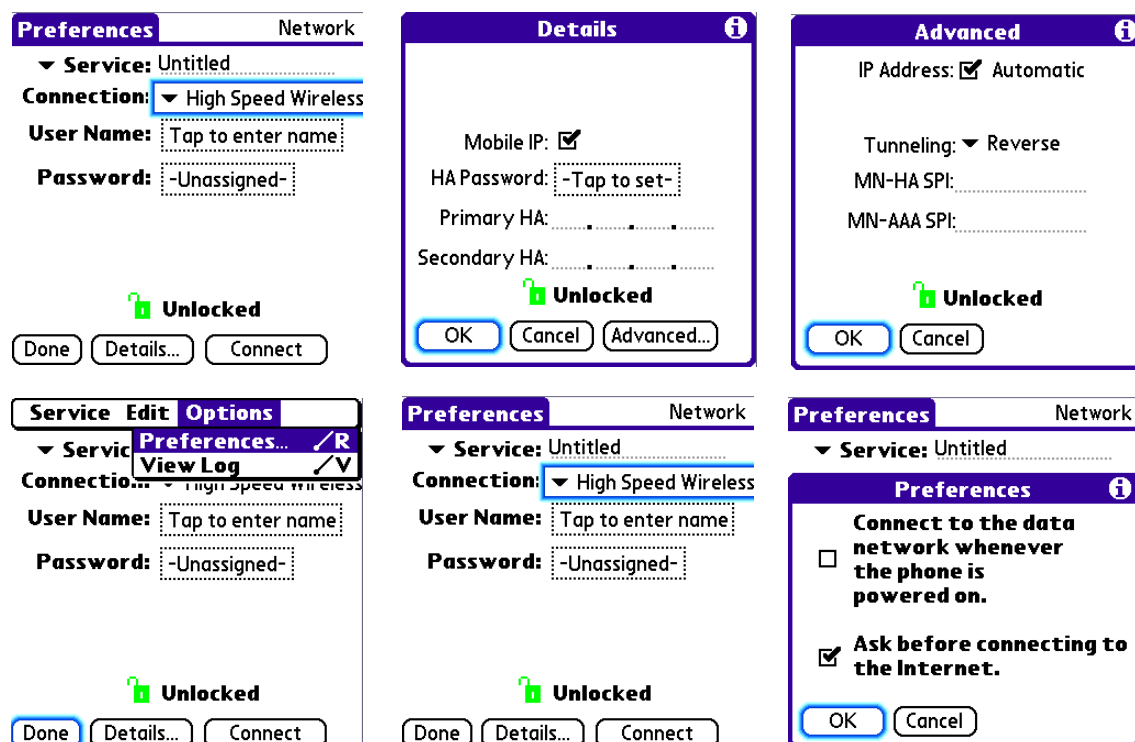 Preferences Network
Service: Untitled
Connection: High Speed Wireless
User Name: Tap to enter name
Password: -Unassigned-
Unlocked
Done Details... Connect
Details
Mobile IP:
HA Password: -Tap to set-
Primary HA: . . .
Secondary HA: . . .
Unlocked
OK Cancel Advanced...
Advanced
IP Address: Automatic
Tunneling: Reverse
MN-HA SPI:
MN-AAA SPI:
Unlocked
OK Cancel
Service Edit Options
Preferences... /R
View Log /V
Servic
Connectio... High Speed Wireless
User Name: Tap to enter name
Password: -Unassigned-
Unlocked
Done Details... Connect
Preferences Network
Service: Untitled
Connection: High Speed Wireless
User Name: Tap to enter name
Password: -Unassigned-
Unlocked
Done Details... Connect
Preferences Network
Service: Untitled
Preferences
Connect to the data
network whenever
the phone is
powered on.
Ask before connecting to
the Internet.
OK Cancel